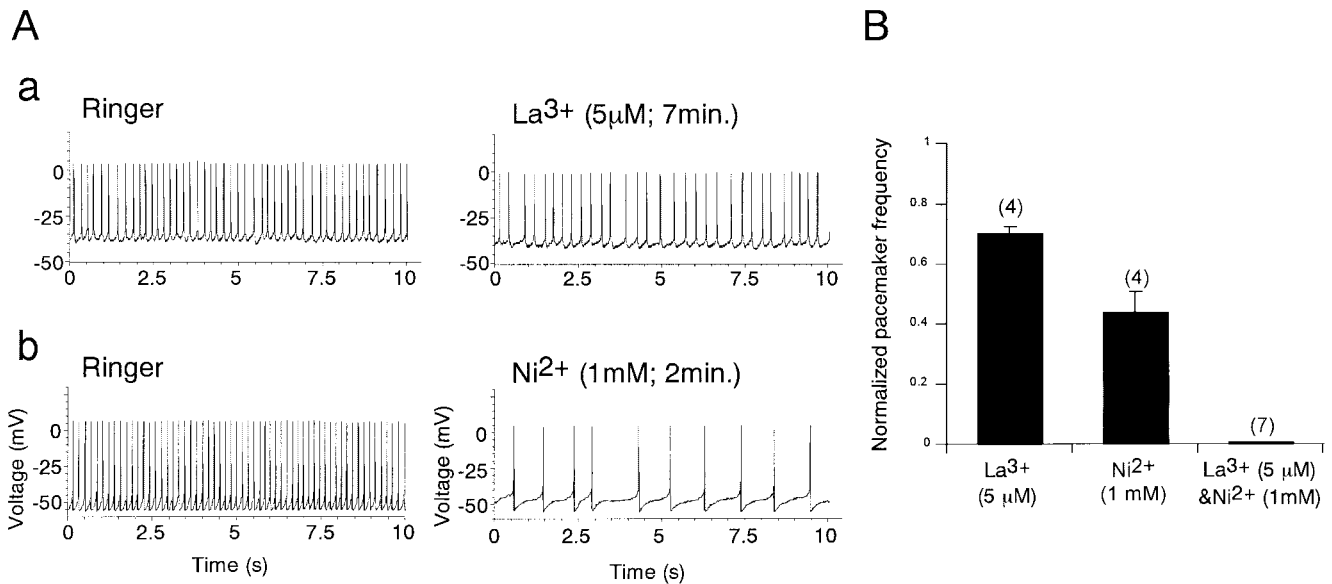 A
B
a
Ringer
La3+ (5μM; 7min.)
0
-25
-50
0 2.5 5 7.5 10
0
-25
-50
0 2.5 5 7.5 10
b
Ringer
Ni2+ (1mM; 2min.)
Voltage (mV)
0
-25
-50
0 2.5 5 7.5 10
Time (s)
0
-25
-50
0 2.5 5 7.5 10
Time (s)
Normalized pacemaker frequency
1
0.8
0.6
0.4
0.2
0
(4)
(4)
(7)
La3+
(5 μM)
Ni2+
(1 mM)
La3+ (5 μM)
&Ni2+ (1mM)